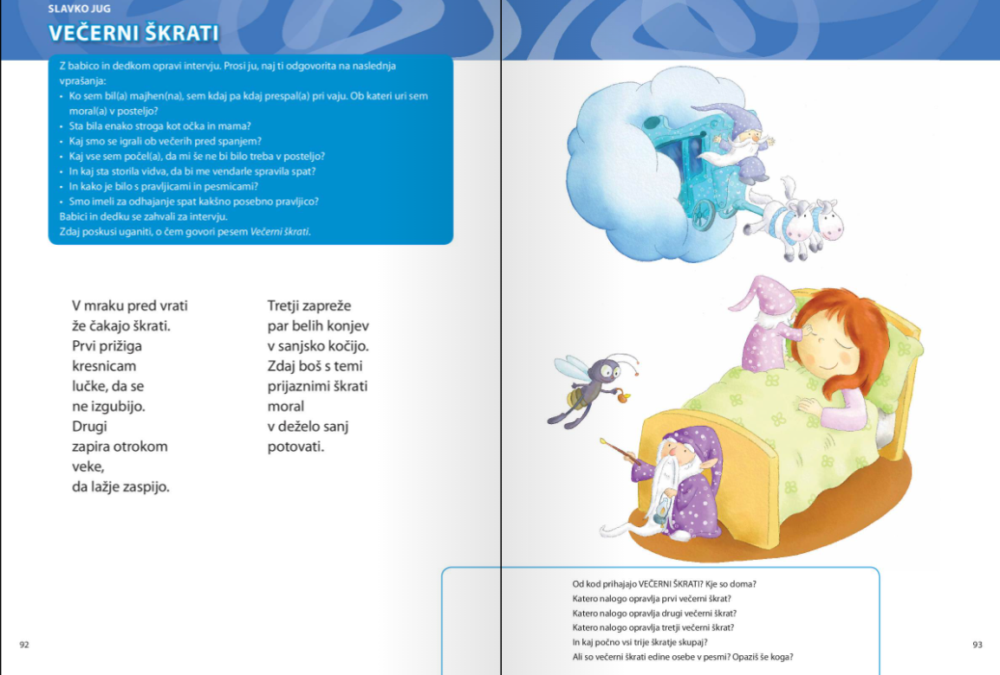 SLAVKO JUG
VEČERNI ŠKRATI
Z babico in dedkom opravi intervju. Prosi ju, naj ti odgovorita na naslednja
vprašanja:
• Ko sem bil(a) majhen(na), sem kdaj pa kdaj prespal(a) pri vaju. Ob kateri uri sem
moral(a) v posteljo?
• Sta bila enako stroga kot očka in mama?
• Kaj smo se igrali ob večerih pred spanjem?
• Kaj vse sem počel(a), da mi še ne bi bilo treba v posteljo?
• In kaj sta storila vidva, da bi me vendarle spravila spat?
• In kako je bilo s pravljicami in pesmicami?
• Smo imeli za odhajanje spat kakšno posebno pravljico?
Babici in dedku se zahvali za intervju.
Zdaj poskusi uganiti, o čem govori pesem Večerni škrati.
V mraku pred vrati
že čakajo škrati.
Prvi prižiga
kresnicam
lučke, da se
ne izgubijo.
Drugi
zapira otrokom
veke,
da lažje zaspijo.
Tretji zapreže
par belih konjev
v sanjsko kočijo.
Zdaj boš s temi
prijaznimi škrati
moral
v deželo sanj
potovati.
92
Od kod prihajajo VEČERNI ŠKRATI? Kje so doma?
Katero nalogo opravlja prvi večerni škrat?
Katero nalogo opravlja drugi večerni škrat?
Katero nalogo opravlja tretji večerni škrat?
In kaj počno vsi trije škratje skupaj?
Ali so večerni škrati edine osebe v pesmi? Opaziš še koga?
93